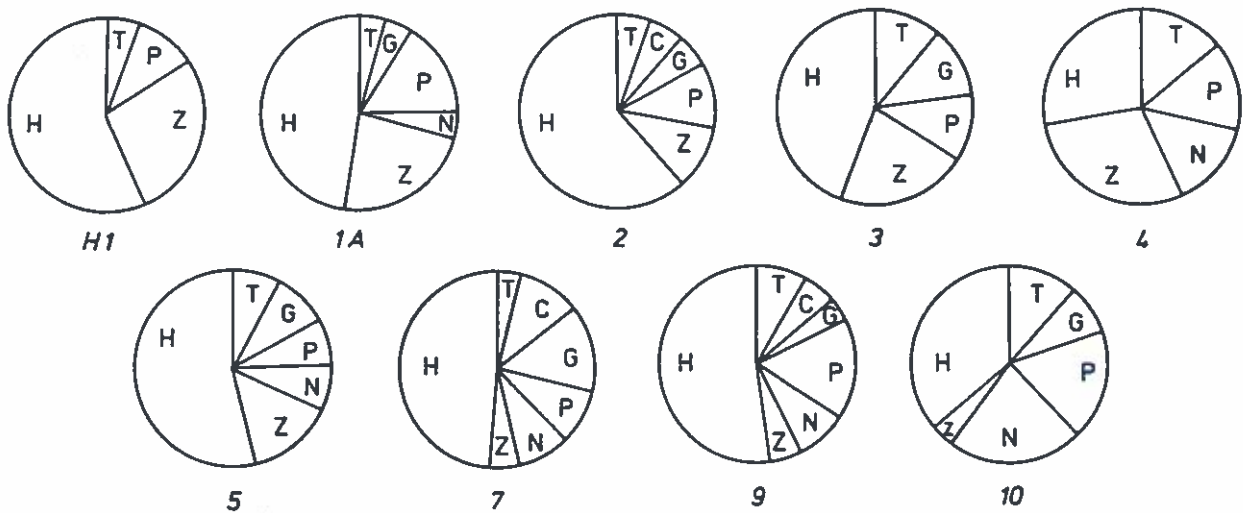 T P Z H
T G P N Z H
T C G P Z H
T G P Z H
T P N Z H
H1 1A 2 3 4
T G P N Z H
T C G P N Z H
T C G P N Z H
T G P N Z H
5 7 9 10